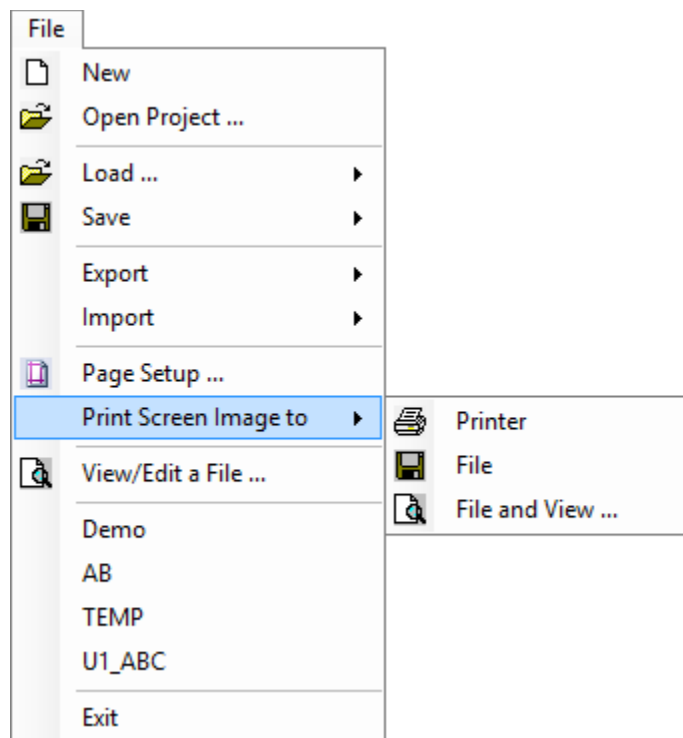 File
New
Open Project ...
Load ...
Save
Export
Import
Page Setup ...
Print Screen Image to
Printer
File
File and View ...
View/Edit a File ...
Demo
AB
TEMP
U1_ABC
Exit